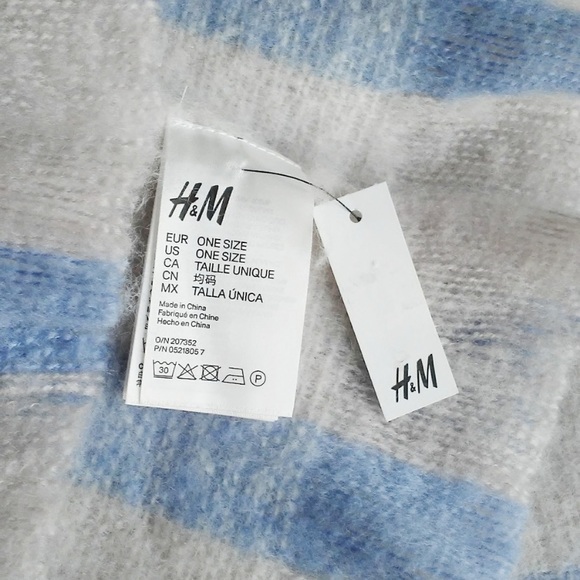 H&M
EUR ONE SIZE
US ONE SIZE
CA TAILLE UNIQUE
CN 均码
MX TALLA ÚNICA
Made in China
Fabriqué en Chine
Hecho en China
O/N 207352
P/N 0521805 7
30 P
H&M